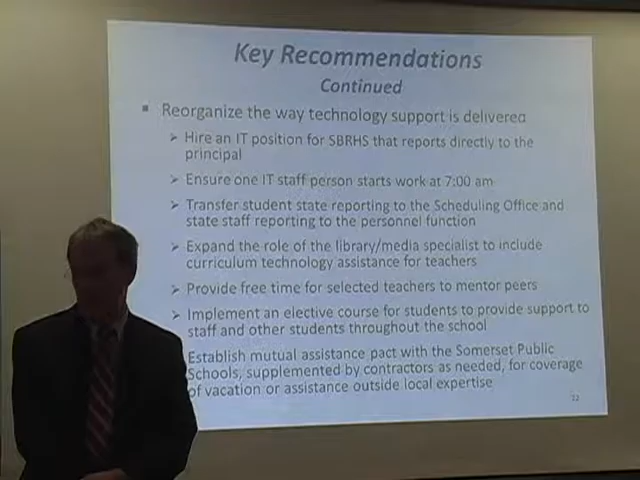 Key Recommendations
Continued
▪ Reorganize the way technology support is delivered
➢ Hire an IT position for SBRHS that reports directly to the
principal
➢ Ensure one IT staff person starts work at 7:00 am
➢ Transfer student state reporting to the Scheduling Office and
state staff reporting to the personnel function
➢ Expand the role of the library/media specialist to include
curriculum technology assistance for teachers
➢ Provide free time for selected teachers to mentor peers
➢ Implement an elective course for students to provide support to
staff and other students throughout the school
Establish mutual assistance pact with the Somerset Public
Schools, supplemented by contractors as needed, for coverage
of vacation or assistance outside local expertise
22